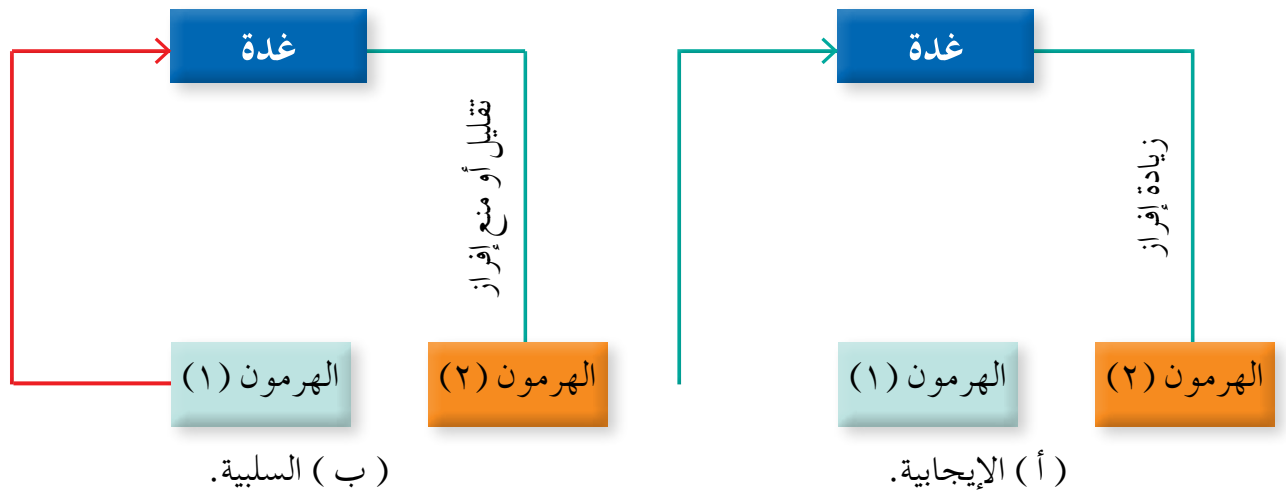 غدة
زيادة إفراز
الهرمون (٢)
الهرمون (١)
( أ ) الإيجابية.
غدة
تقليل أو منع إفراز
الهرمون (٢)
الهرمون (١)
( ب ) السلبية.